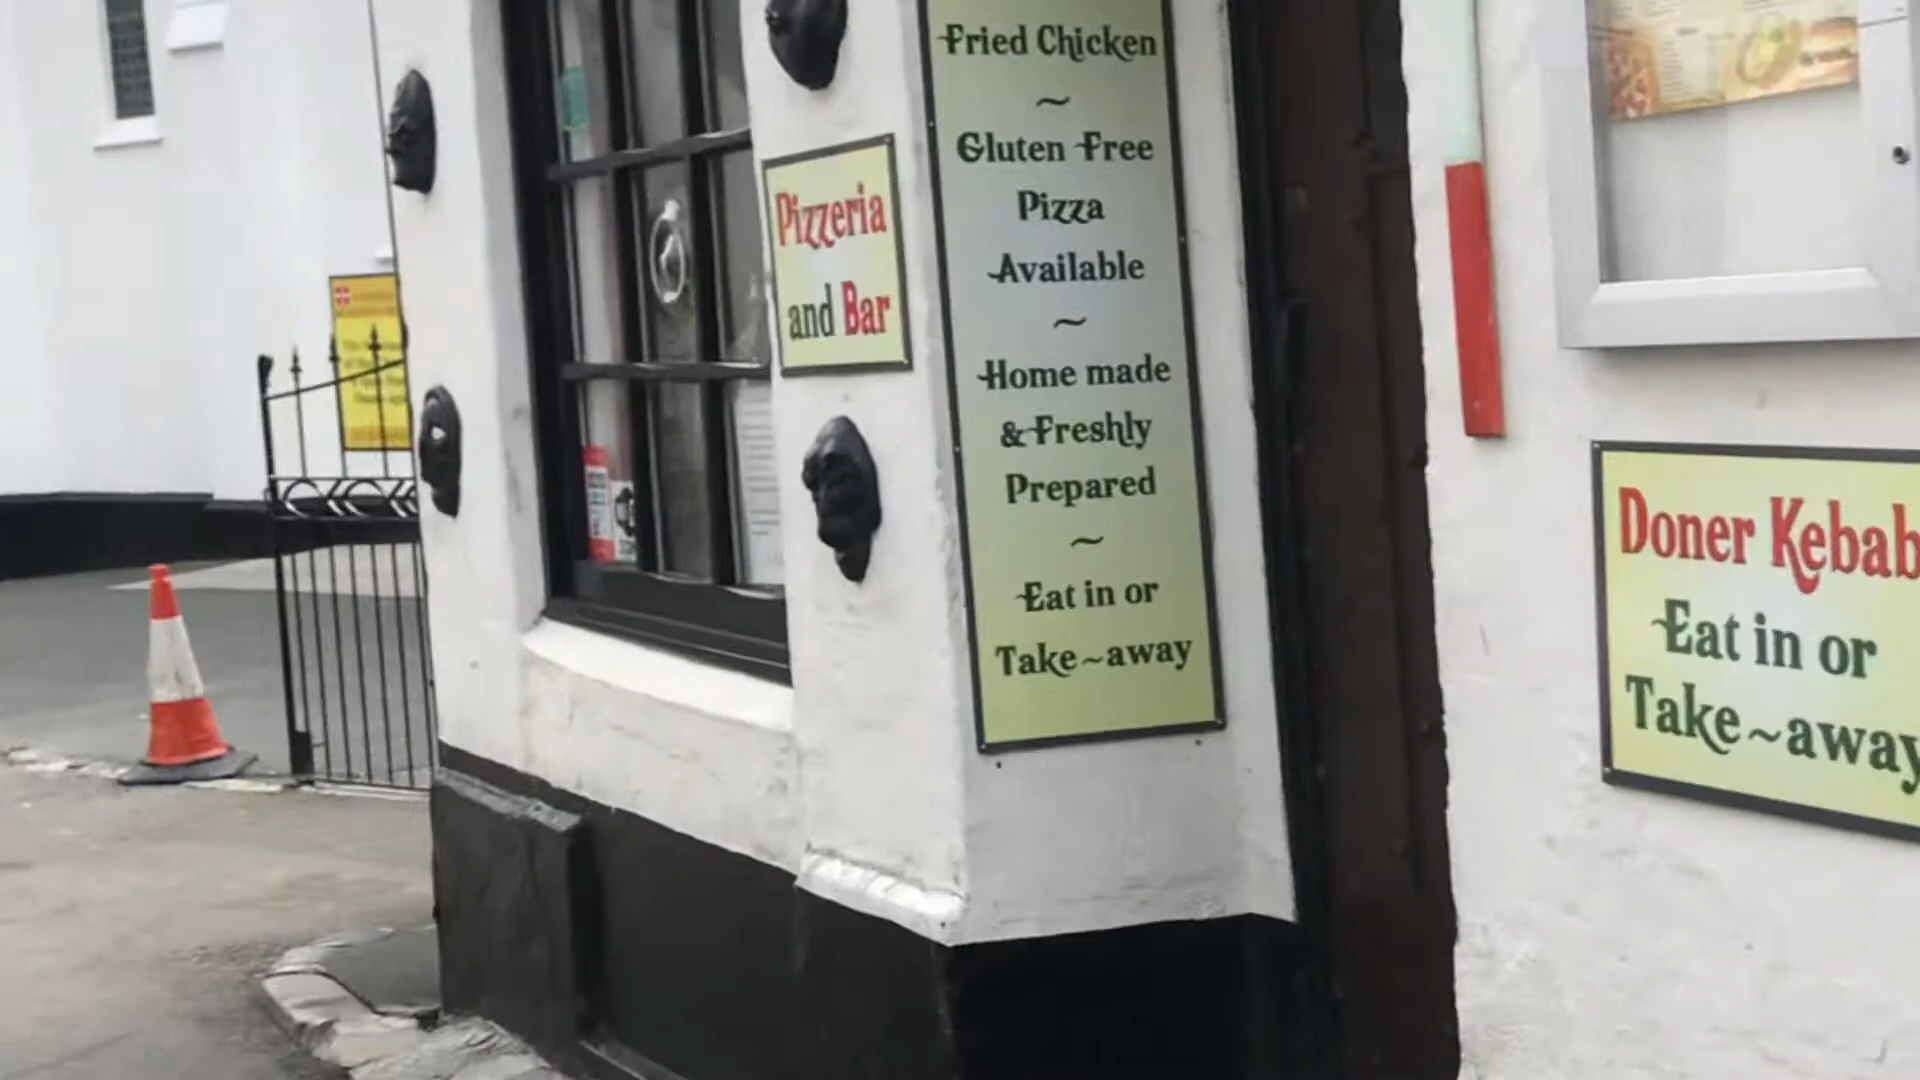 Pizzeria
and Bar
Fried Chicken
~
Gluten Free
Pizza
Available
~
Home made
& Freshly
Prepared
~
Eat in or
Take~away
Doner Kebab
Eat in or
Take~away